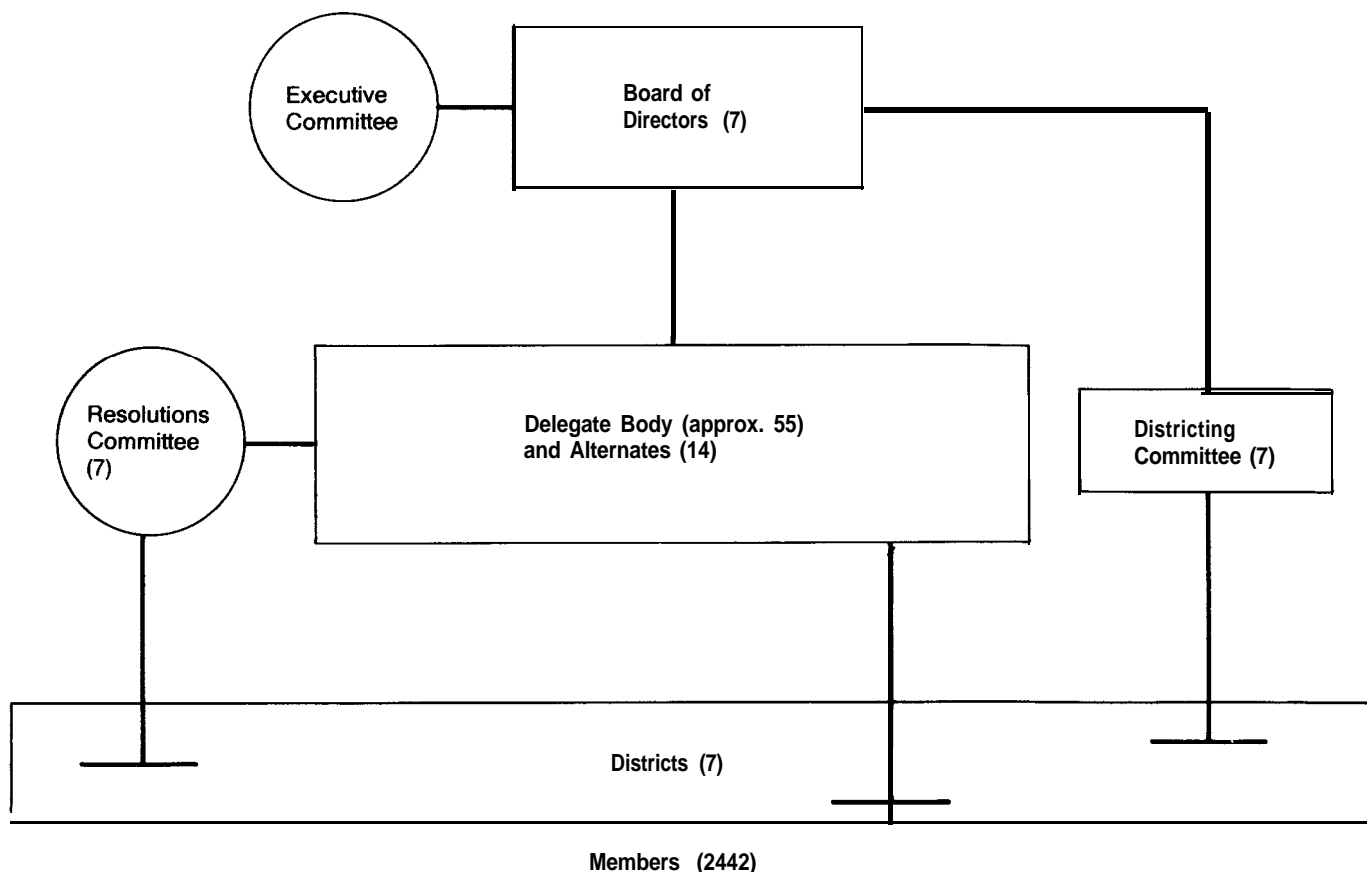 Executive
Committee
Board of
Directors (7)
Resolutions
Committee
(7)
Delegate Body (approx. 55)
and Alternates (14)
Districting
Committee (7)
Districts (7)
Members (2442)